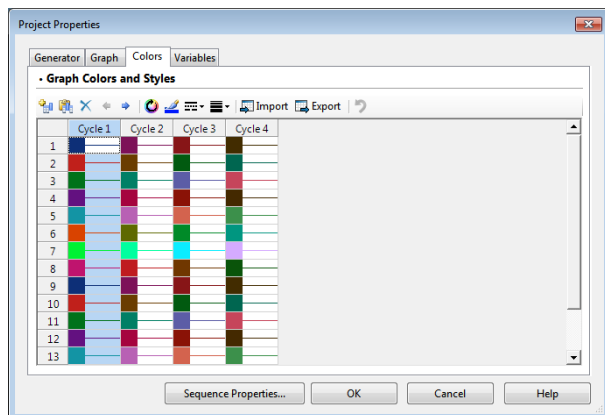 Project Properties
Generator Graph Colors Variables
• Graph Colors and Styles
Import Export
Cycle 1 Cycle 2 Cycle 3 Cycle 4
1
2
3
4
5
6
7
8
9
10
11
12
13
Sequence Properties... OK Cancel Help